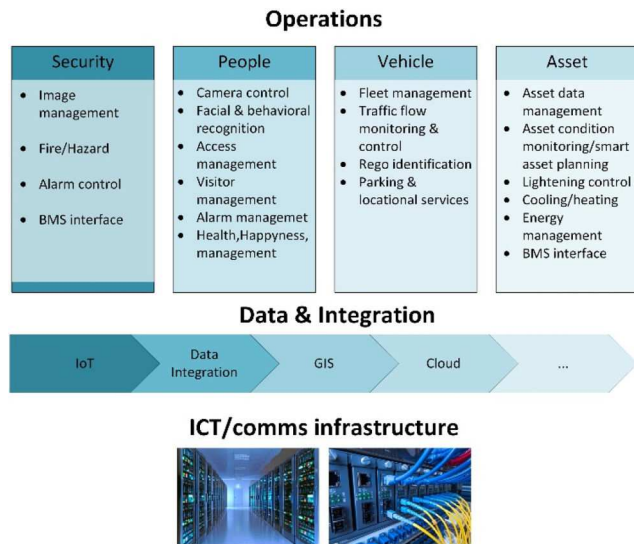 Operations
Security
• Image
management
• Fire/Hazard
• Alarm control
• BMS interface
People
• Camera control
• Facial & behavioral
recognition
• Access
management
• Visitor
management
• Alarm managemet
• Health,Happyness,
management
Vehicle
• Fleet management
• Traffic flow
monitoring &
control
• Rego identification
• Parking &
locational services
Asset
• Asset data
management
• Asset condition
monitoring/smart
asset planning
• Lightening control
• Cooling/heating
• Energy
management
• BMS interface
Data & Integration
IoT
Data
Integration
GIS
Cloud
...
ICT/comms infrastructure